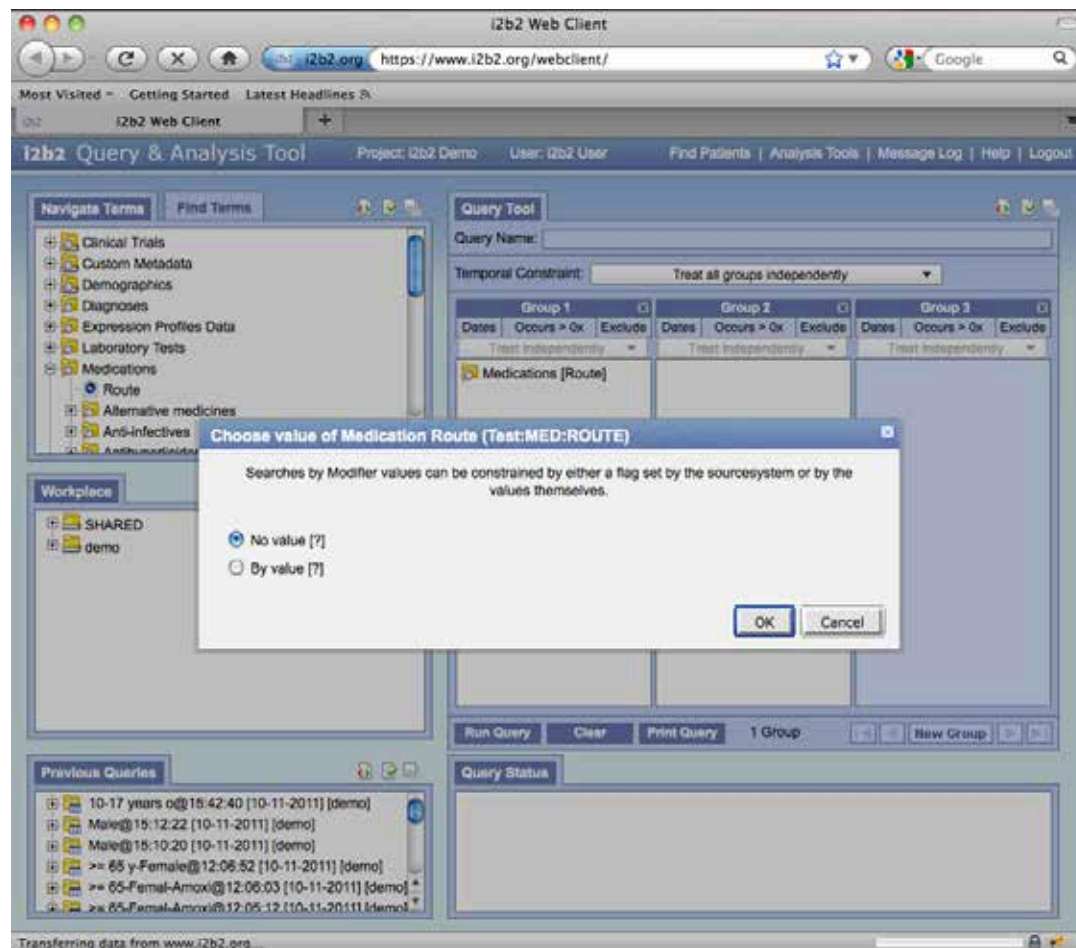 i2b2 Web Client
i2b2.org https://www.i2b2.org/webclient/ Google
Most Visited Getting Started Latest Headlines
i2b2 Web Client +
i2b2 Query & Analysis Tool Project: i2b2 Demo User: i2b2 User Find Patients | Analysis Tools | Message Log | Help | Logout
Navigate Terms Find Terms
Clinical Trials
Custom Metadata
Demographics
Diagnoses
Expression Profiles Data
Laboratory Tests
Medications
Route
Alternative medicines
Anti-infectives
Query Tool
Query Name:
Temporal Constraint: Treat all groups independently
Group 1 Group 2 Group 3
Dates Occurs > 0x Exclude Dates Occurs > 0x Exclude Dates Occurs > 0x Exclude
Treat Independently Treat Independently Treat Independently
Medications [Route]
Choose value of Medication Route (Test:MED:ROUTE)
Searches by Modifier values can be constrained by either a flag set by the sourcesystem or by the
values themselves.
No value [?]
By value [?]
OK Cancel
Workplace
SHARED
demo
Run Query Clear Print Query 1 Group New Group
Previous Queries
10-17 years o@15:42:40 [10-11-2011] [demo]
Male@15:12:22 [10-11-2011] [demo]
Male@15:10:20 [10-11-2011] [demo]
>= 65 y-Female@12:06:52 [10-11-2011] [demo]
>= 65-Femal-Amoxi@12:06:03 [10-11-2011] [demo]
>= 65-Femal-Amoxi@12:05:12 [10-11-2011] [demo]
Query Status
Transferring data from www.i2b2.org...